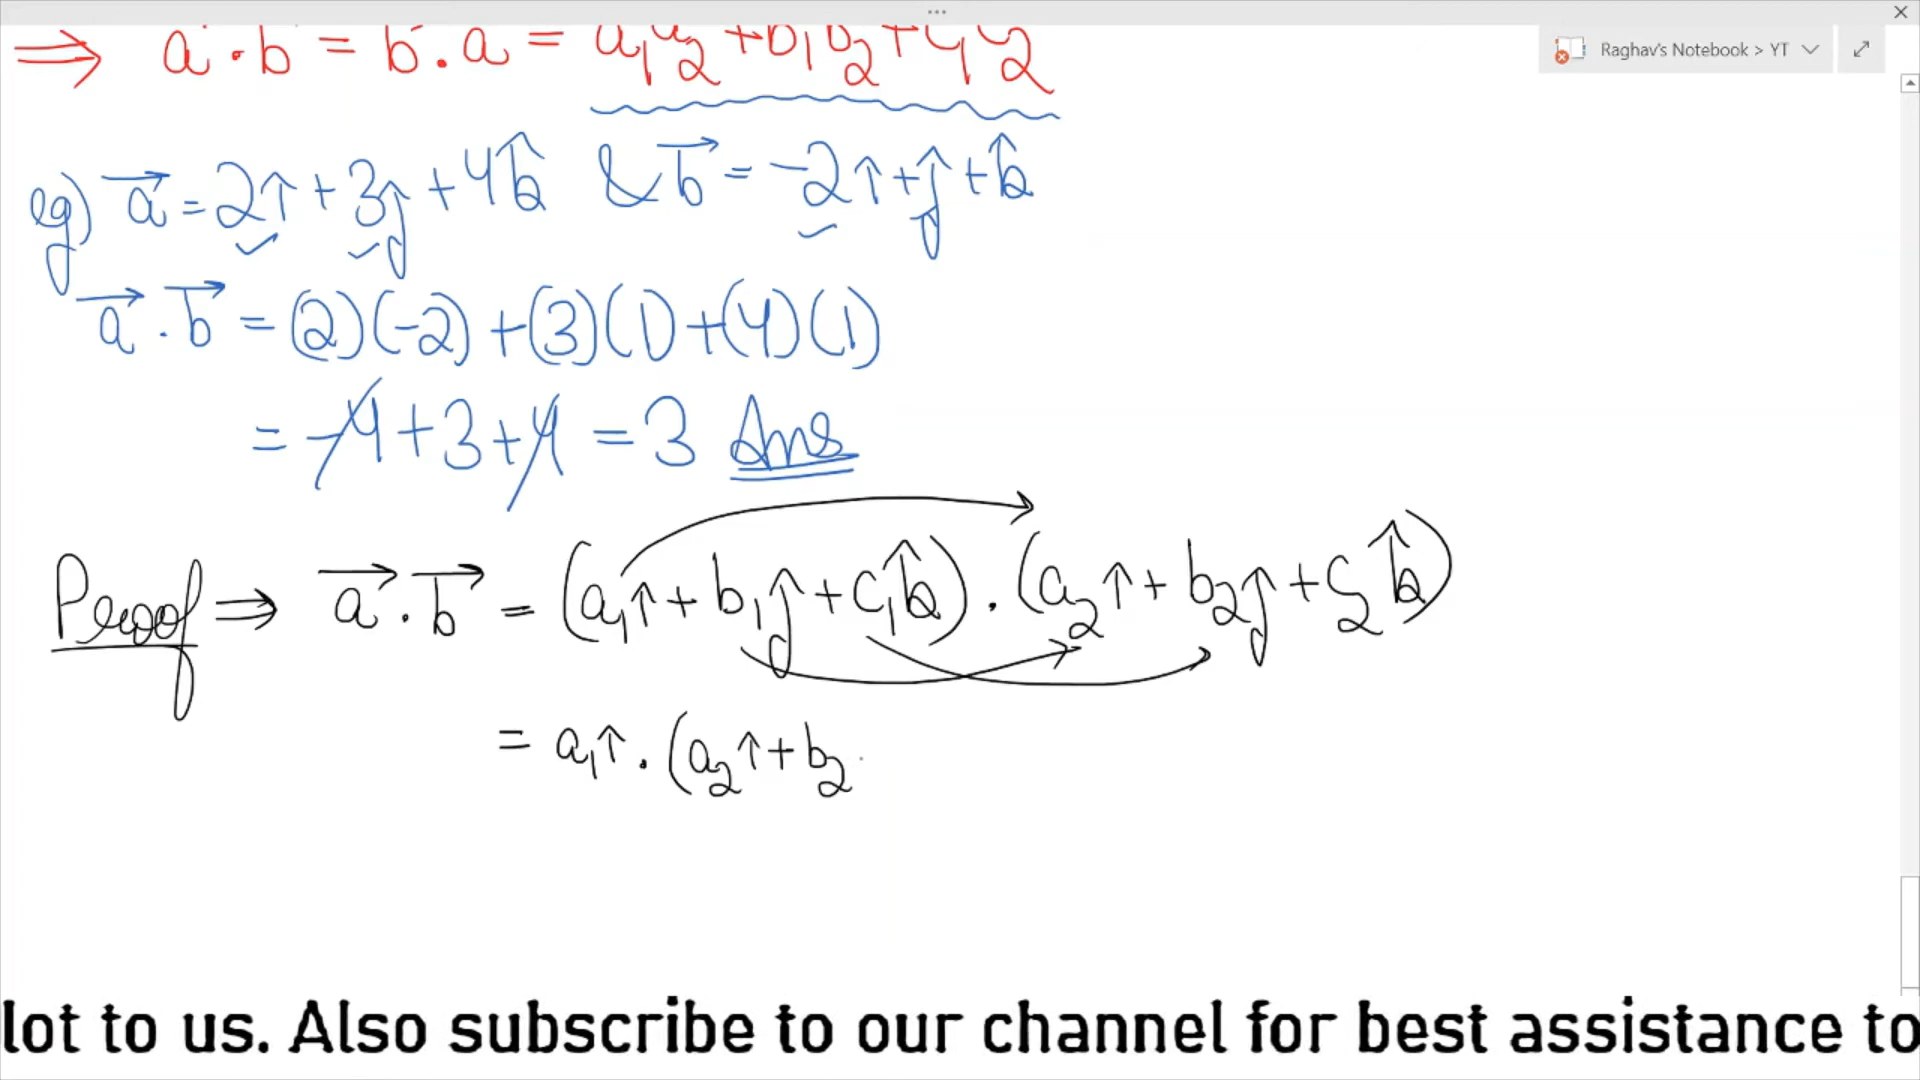 ...
⇒ a · b = b · a = a₁a₂ + b₁b₂ + c₁c₂
Raghav's Notebook > YT
eg) a⃗ = 2î + 3ĵ + 4k̂ & b⃗ = -2î + ĵ + k̂
a⃗ . b⃗ = (2)(-2) + (3)(1) + (4)(1)
= -4 + 3 + 4 = 3 Ans
Proof ⇒ a⃗ . b⃗ = (a₁î + b₁ĵ + c₁k̂) . (a₂î + b₂ĵ + c₂k̂)
= a₁î . (a₂î + b₂
lot to us. Also subscribe to our channel for best assistance to